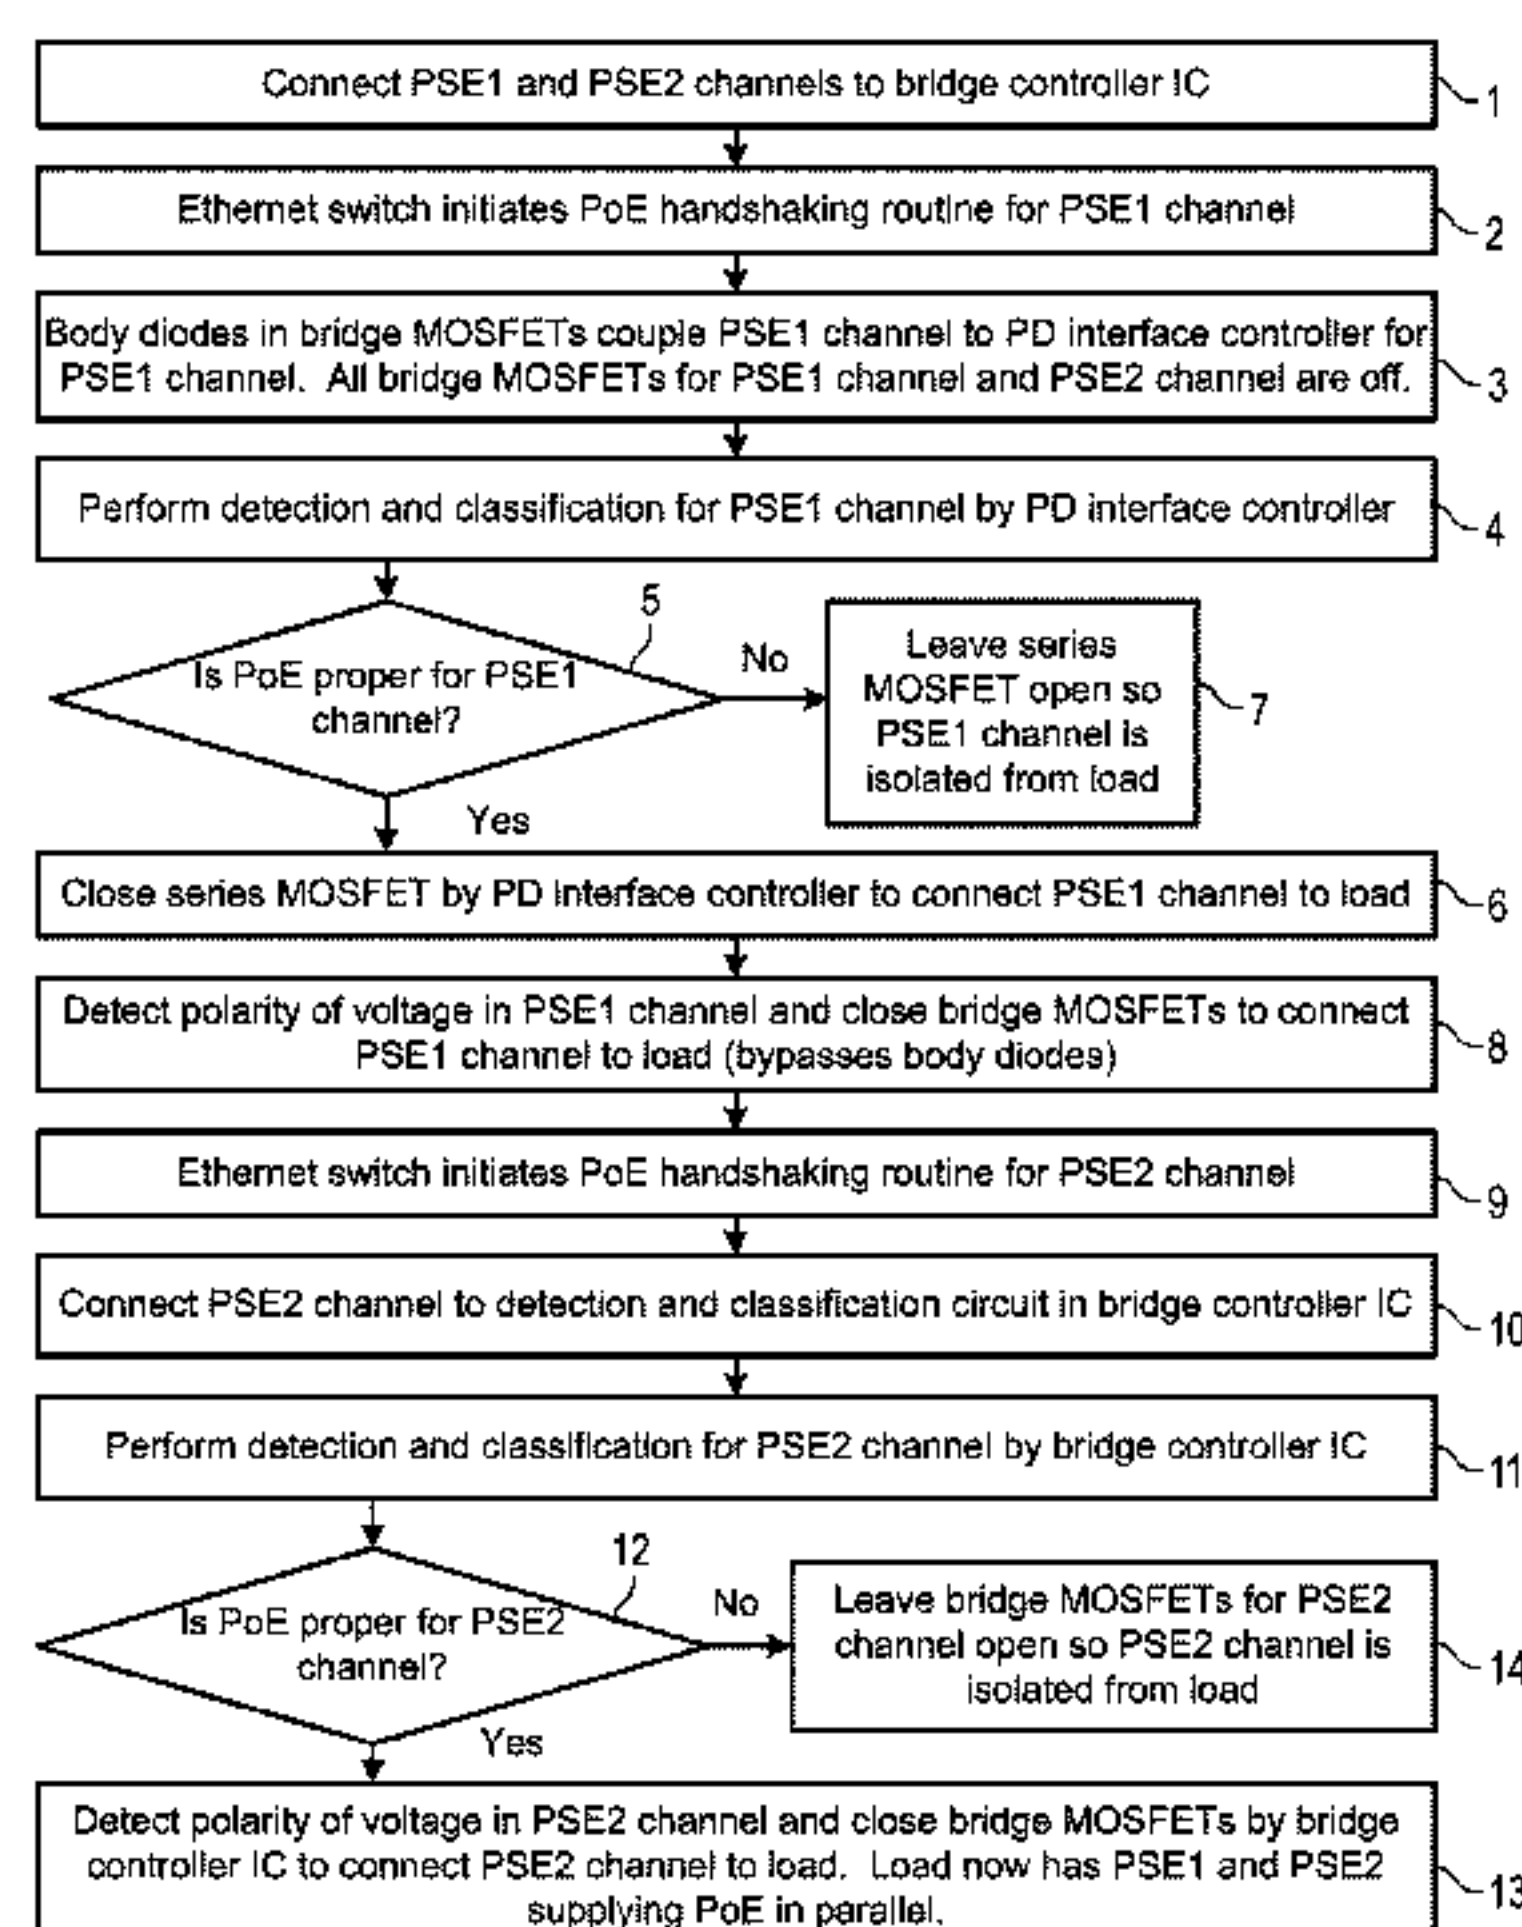 Connect PSE1 and PSE2 channels to bridge controller IC
1
Ethernet switch initiates PoE handshaking routine for PSE1 channel
2
Body diodes in bridge MOSFETs couple PSE1 channel to PD interface controller for
PSE1 channel. All bridge MOSFETs for PSE1 channel and PSE2 channel are off.
3
Perform detection and classification for PSE1 channel by PD interface controller
4
5
Is PoE proper for PSE1
channel?
No
Leave series
MOSFET open so
PSE1 channel is
isolated from load
7
Yes
Close series MOSFET by PD interface controller to connect PSE1 channel to load
6
Detect polarity of voltage in PSE1 channel and close bridge MOSFETs to connect
PSE1 channel to load (bypasses body diodes)
8
Ethernet switch initiates PoE handshaking routine for PSE2 channel
9
Connect PSE2 channel to detection and classification circuit in bridge controller IC
10
Perform detection and classification for PSE2 channel by bridge controller IC
11
12
Is PoE proper for PSE2
channel?
No
Leave bridge MOSFETs for PSE2
channel open so PSE2 channel is
isolated from load
14
Yes
Detect polarity of voltage in PSE2 channel and close bridge MOSFETs by bridge
controller IC to connect PSE2 channel to load. Load now has PSE1 and PSE2
supplying PoE in parallel.
13